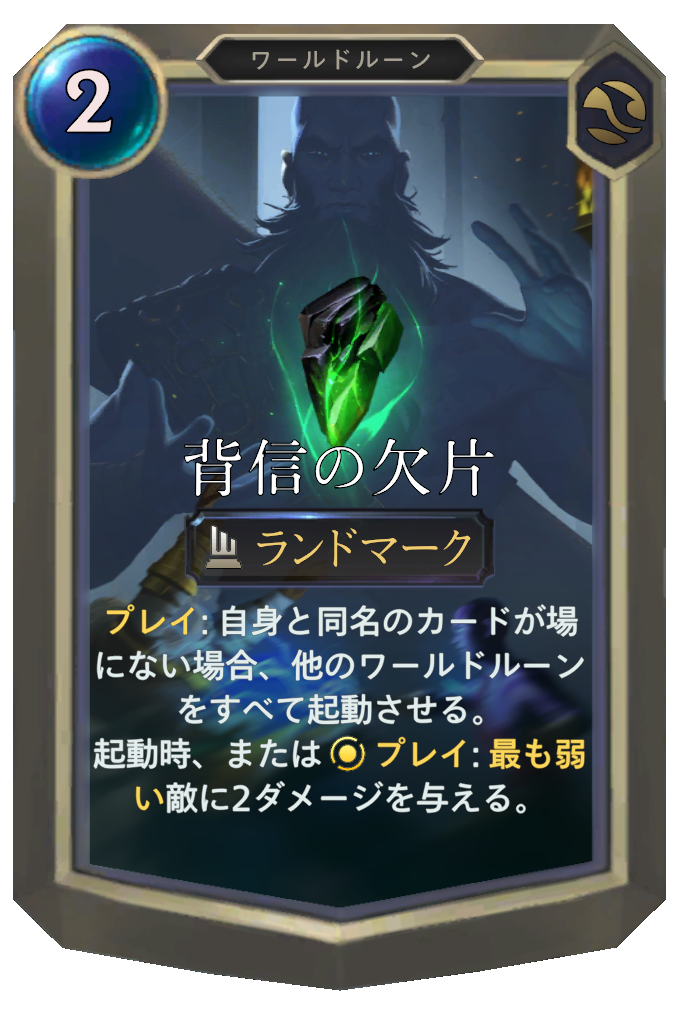 ワールドルーン
2
背信の欠片
ランドマーク
プレイ: 自身と同名のカードが場
にない場合、他のワールドルーン
をすべて起動させる。
起動時、または プレイ: 最も弱
い敵に2ダメージを与える。